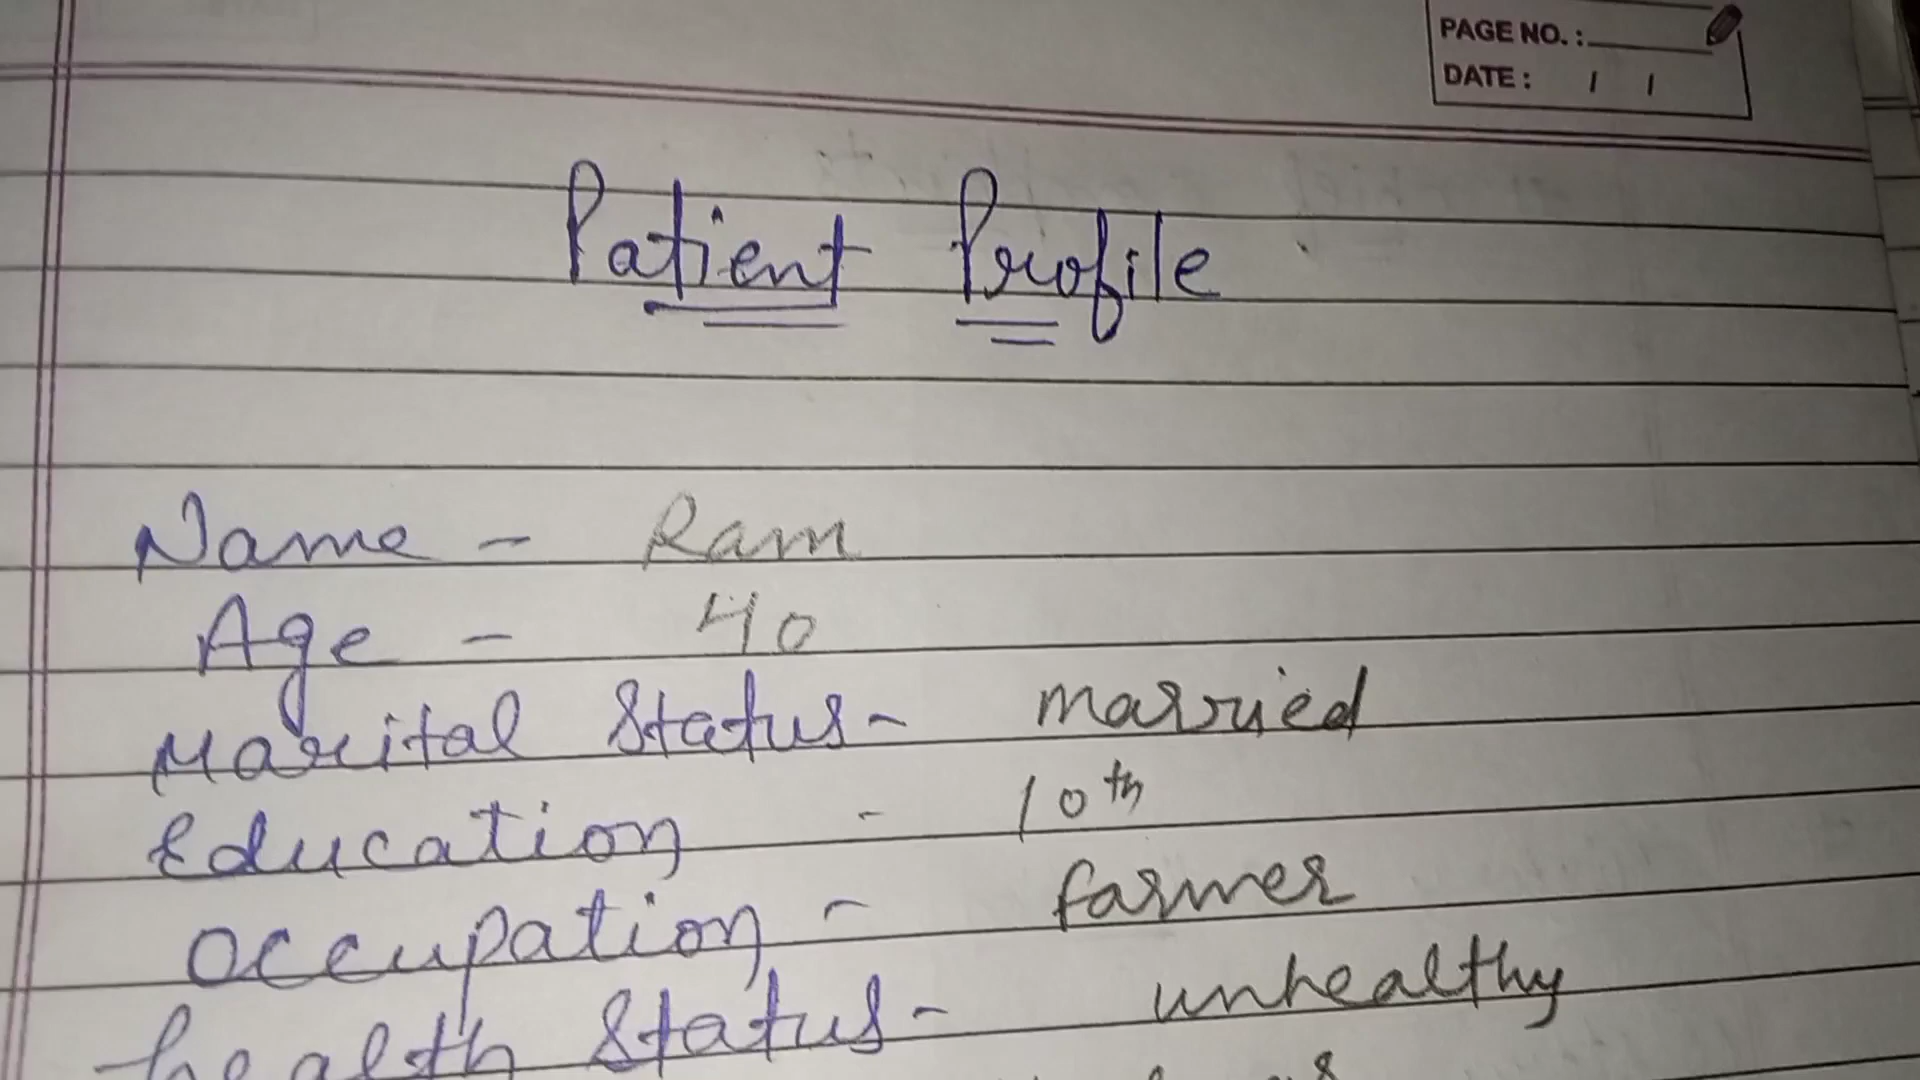 PAGE NO. :
DATE : / /
Patient Profile
Name - Ram
Age - 40
Marital Status - married
Education - 10th
Occupation - farmer
health Status - unhealthy